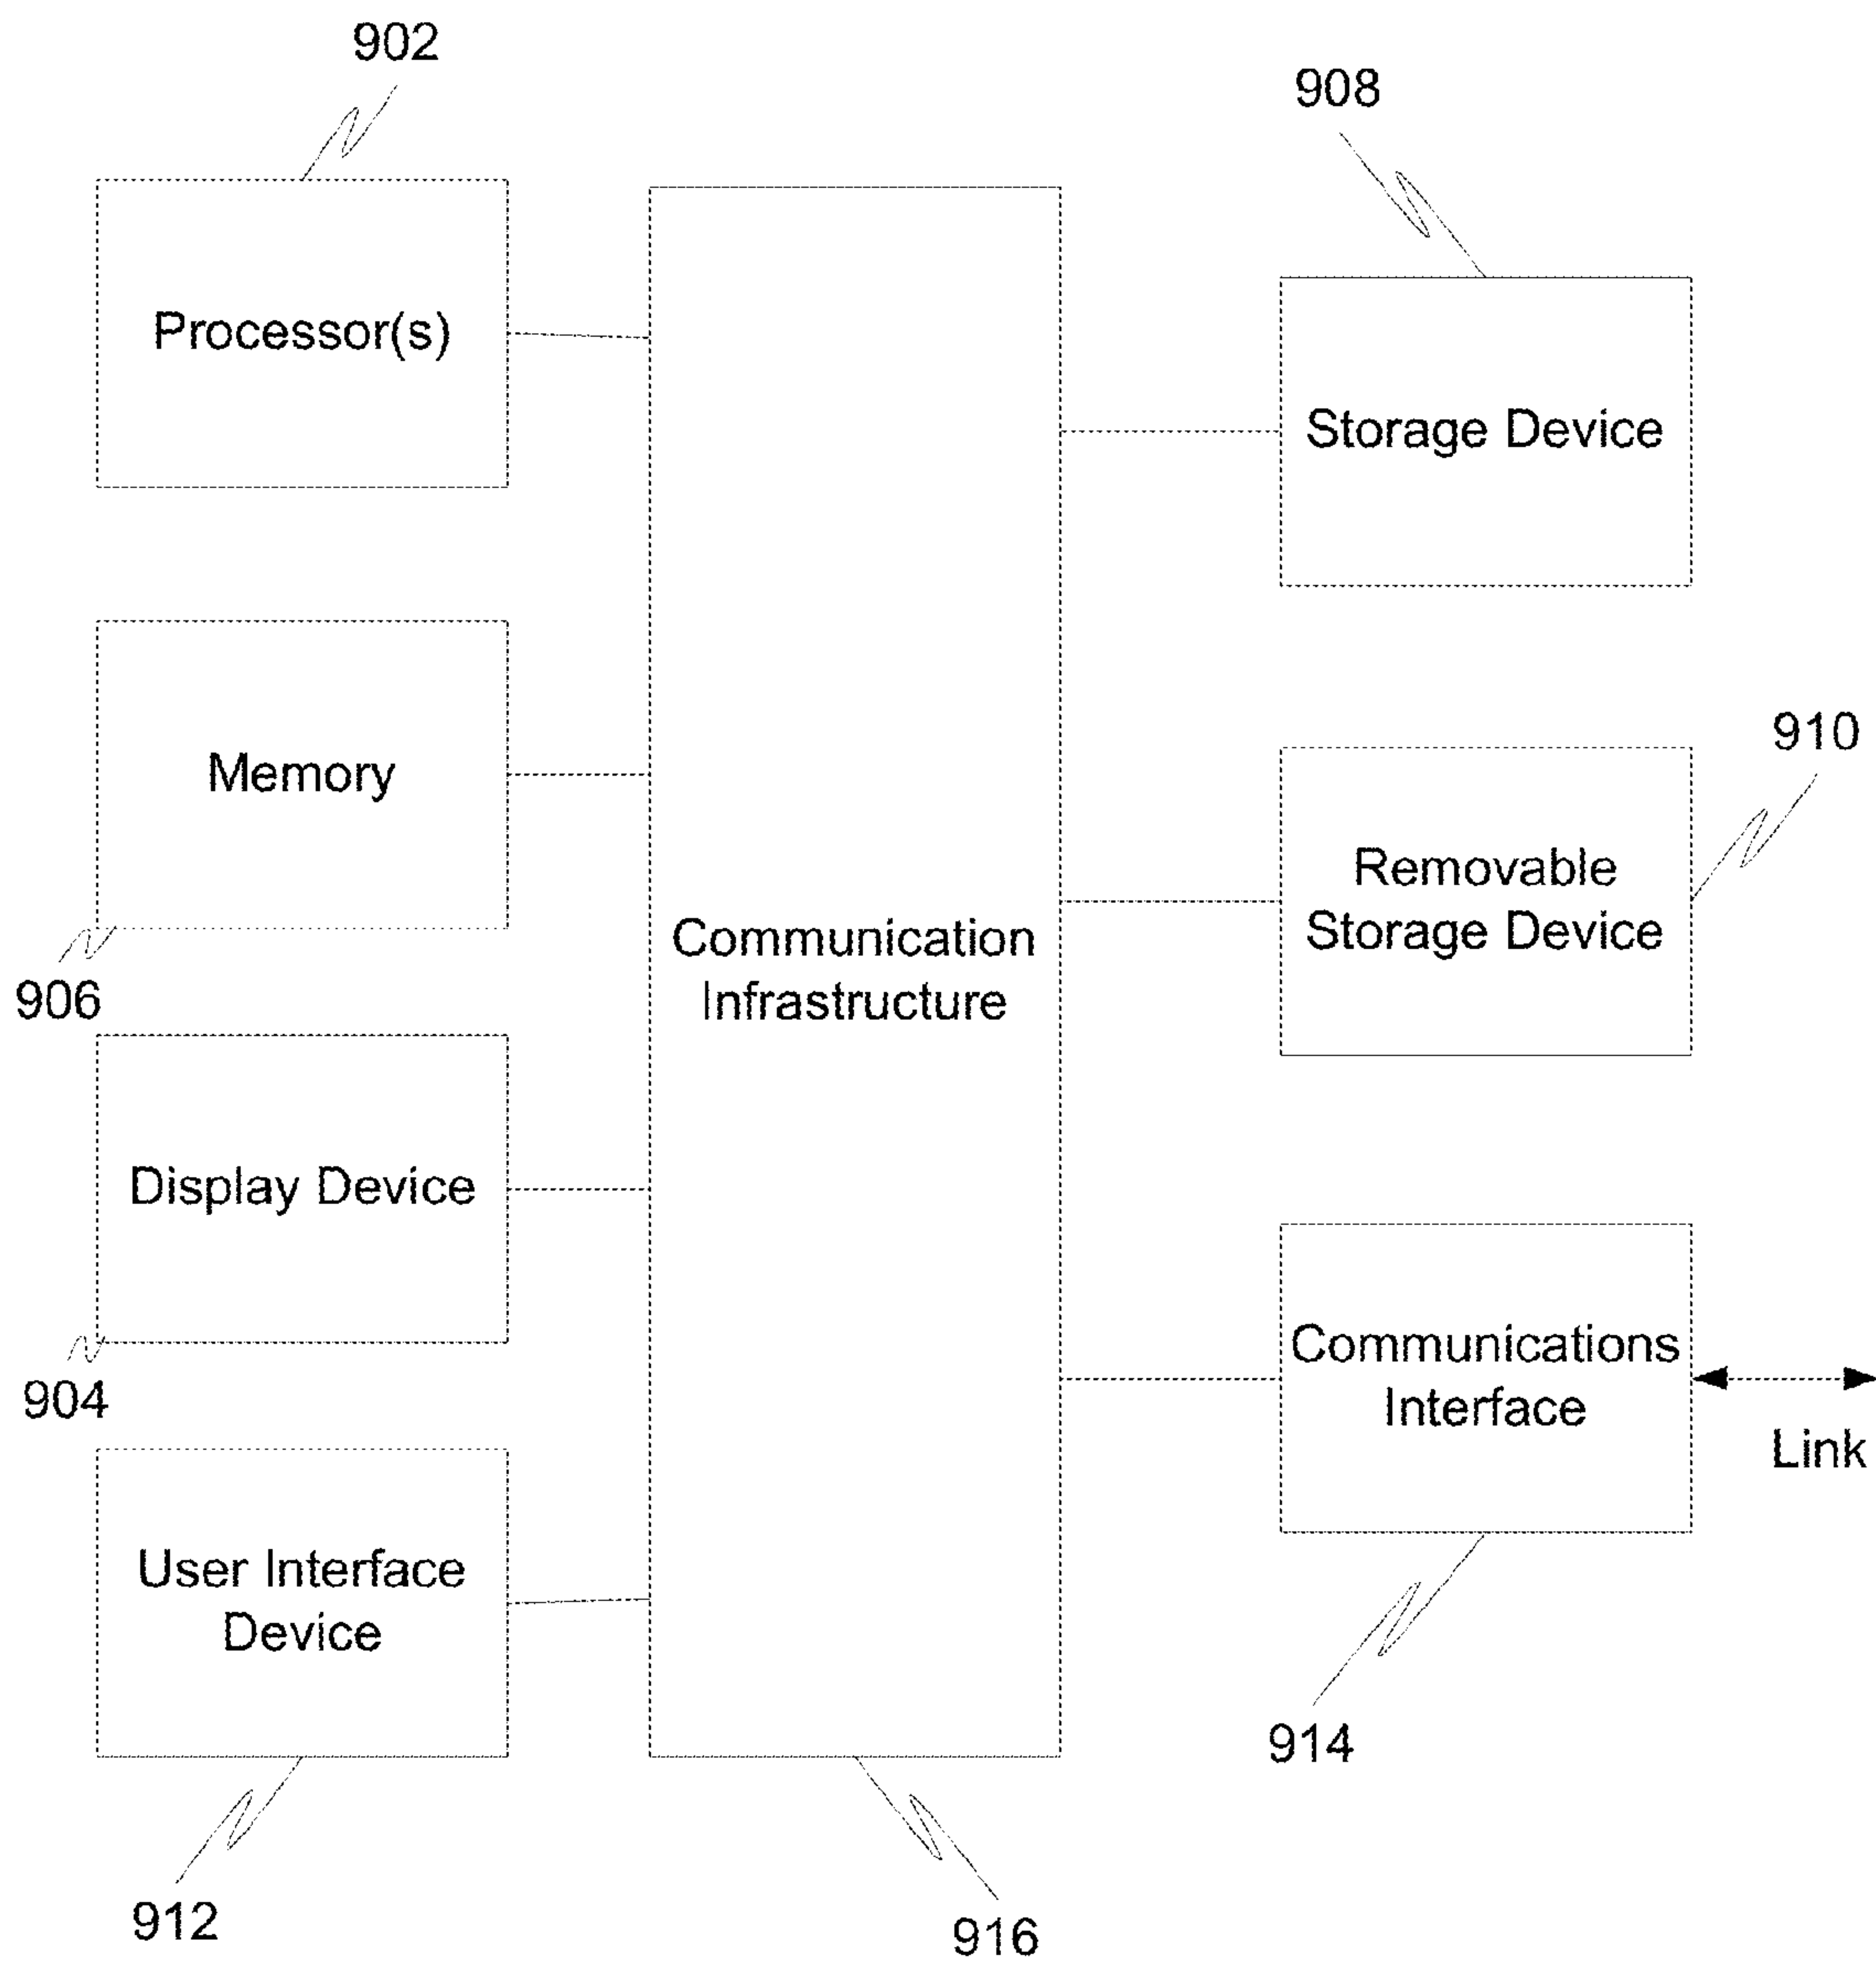 902
908
Processor(s)
Storage Device
910
Memory
Removable
Storage Device
906
Communication
Infrastructure
Display Device
904
Communications
Interface
Link
User Interface
Device
914
912
916